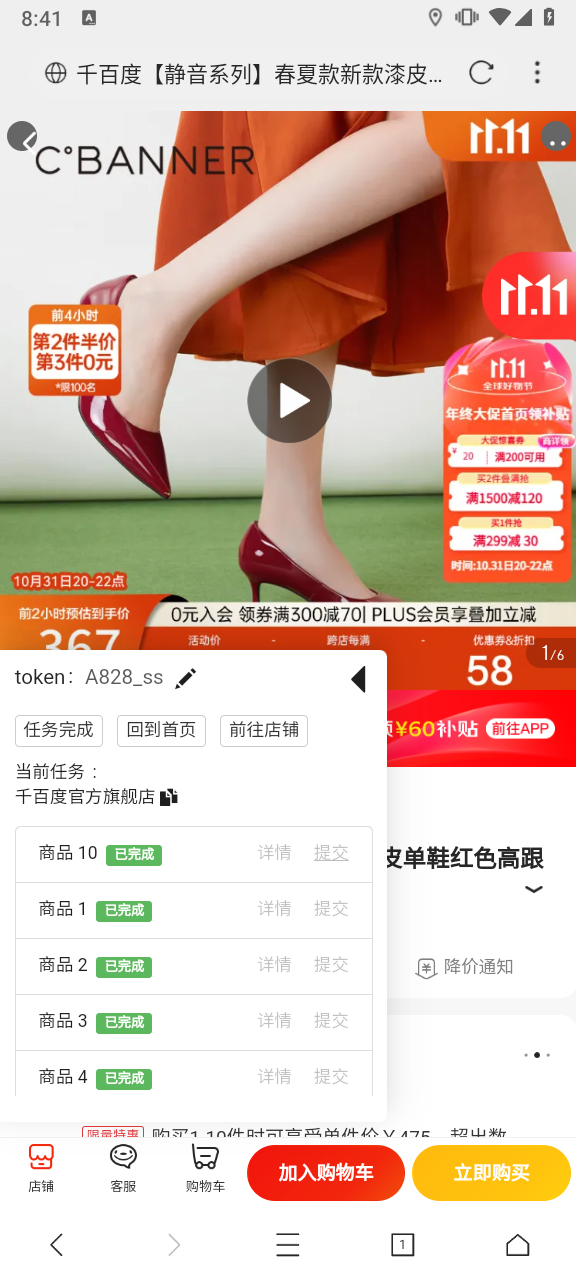 8:41
A
千百度【静音系列】春夏款新款漆皮...
C°BANNER
11.11
11.11
前4小时
第2件半价
第3件0元
*限100名
11.11
全球好物节
年终大促首页领补贴
大促惊喜券
商详领
¥20 满200可用
买2件叠满抢
满1500减120
买1件抢
满299减 30
时间:10.31日20-22点
10月31日20-22点
前2小时预估到手价
0元入会 领券满300减70| PLUS会员享叠加立减
367
活动价 - 跨店每满 - 优惠券&折扣
58
1/6
token: A828_ss
¥60补贴 前往APP
任务完成 回到首页 前往店铺
当前任务：
千百度官方旗舰店
商品 10 已完成 详情 提交
皮单鞋红色高跟
商品 1 已完成 详情 提交
商品 2 已完成 详情 提交
降价通知
商品 3 已完成 详情 提交
商品 4 已完成 详情 提交
限量特惠 购买1-10件时可享受单件价￥475，超出数
店铺 客服 购物车 加入购物车 立即购买
1